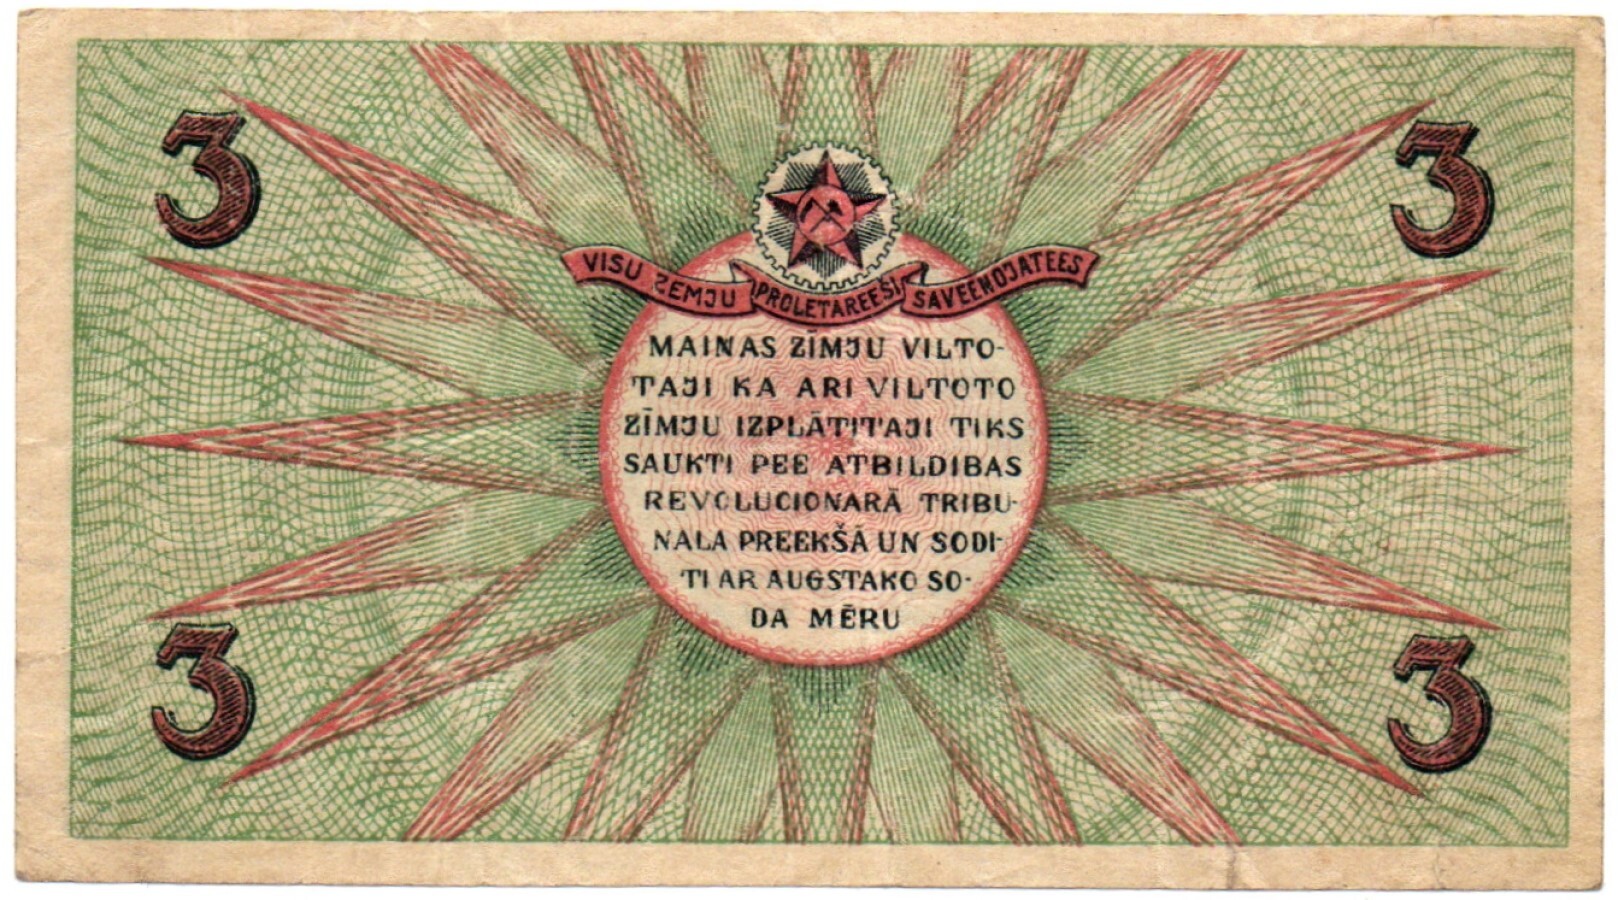 3 3
VISU ZEMJU PROLETAREEŠI SAVEENOJATEES
MAINAS ZĪMJU VILTO-
TAJI KA ARI VILTOTO
ZĪMJU IZPLĀTITAJI TIKS
SAUKTI PEE ATBILDIBAS
REVOLUCIONARĀ TRIBU-
NALA PREEKŠĀ UN SODI-
TI AR AUGSTAKO SO-
DA MĒRU
3 3